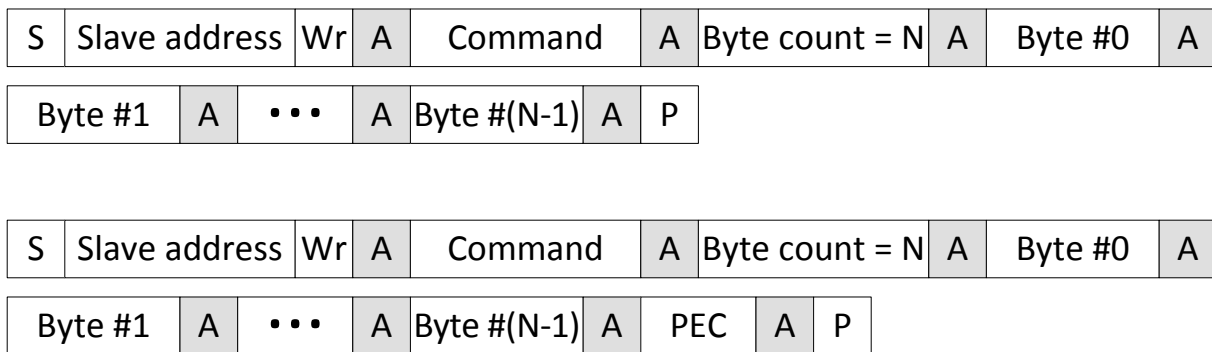 S Slave address Wr A Command A Byte count = N A Byte #0 A
Byte #1 A ••• A Byte #(N-1) A P
S Slave address Wr A Command A Byte count = N A Byte #0 A
Byte #1 A ••• A Byte #(N-1) A PEC A P